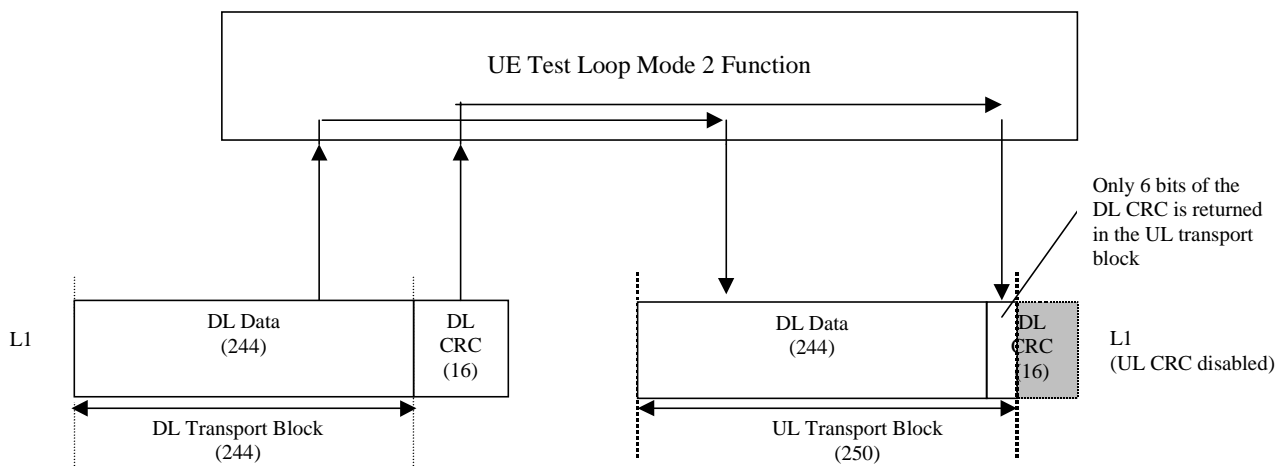 UE Test Loop Mode 2 Function
Only 6 bits of the
DL CRC is returned
in the UL transport
block
L1
DL Data
(244)
DL
CRC
(16)
DL Transport Block
(244)
DL Data
(244)
DL
CRC
(16)
UL Transport Block
(250)
L1
(UL CRC disabled)